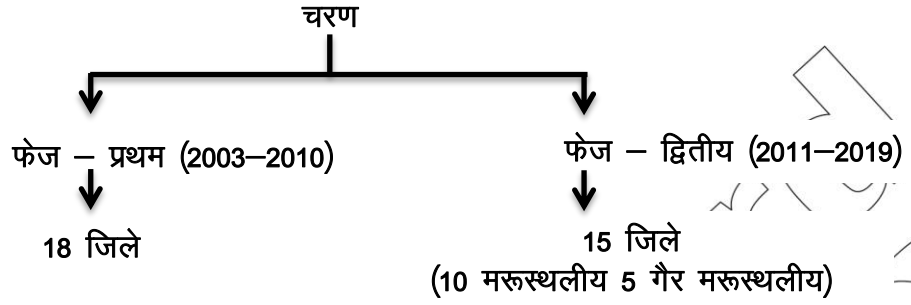 चरण
फेज – प्रथम (2003–2010)
फेज – द्वितीय (2011–2019)
18 जिले
15 जिले
(10 मरूस्थलीय 5 गैर मरूस्थलीय)